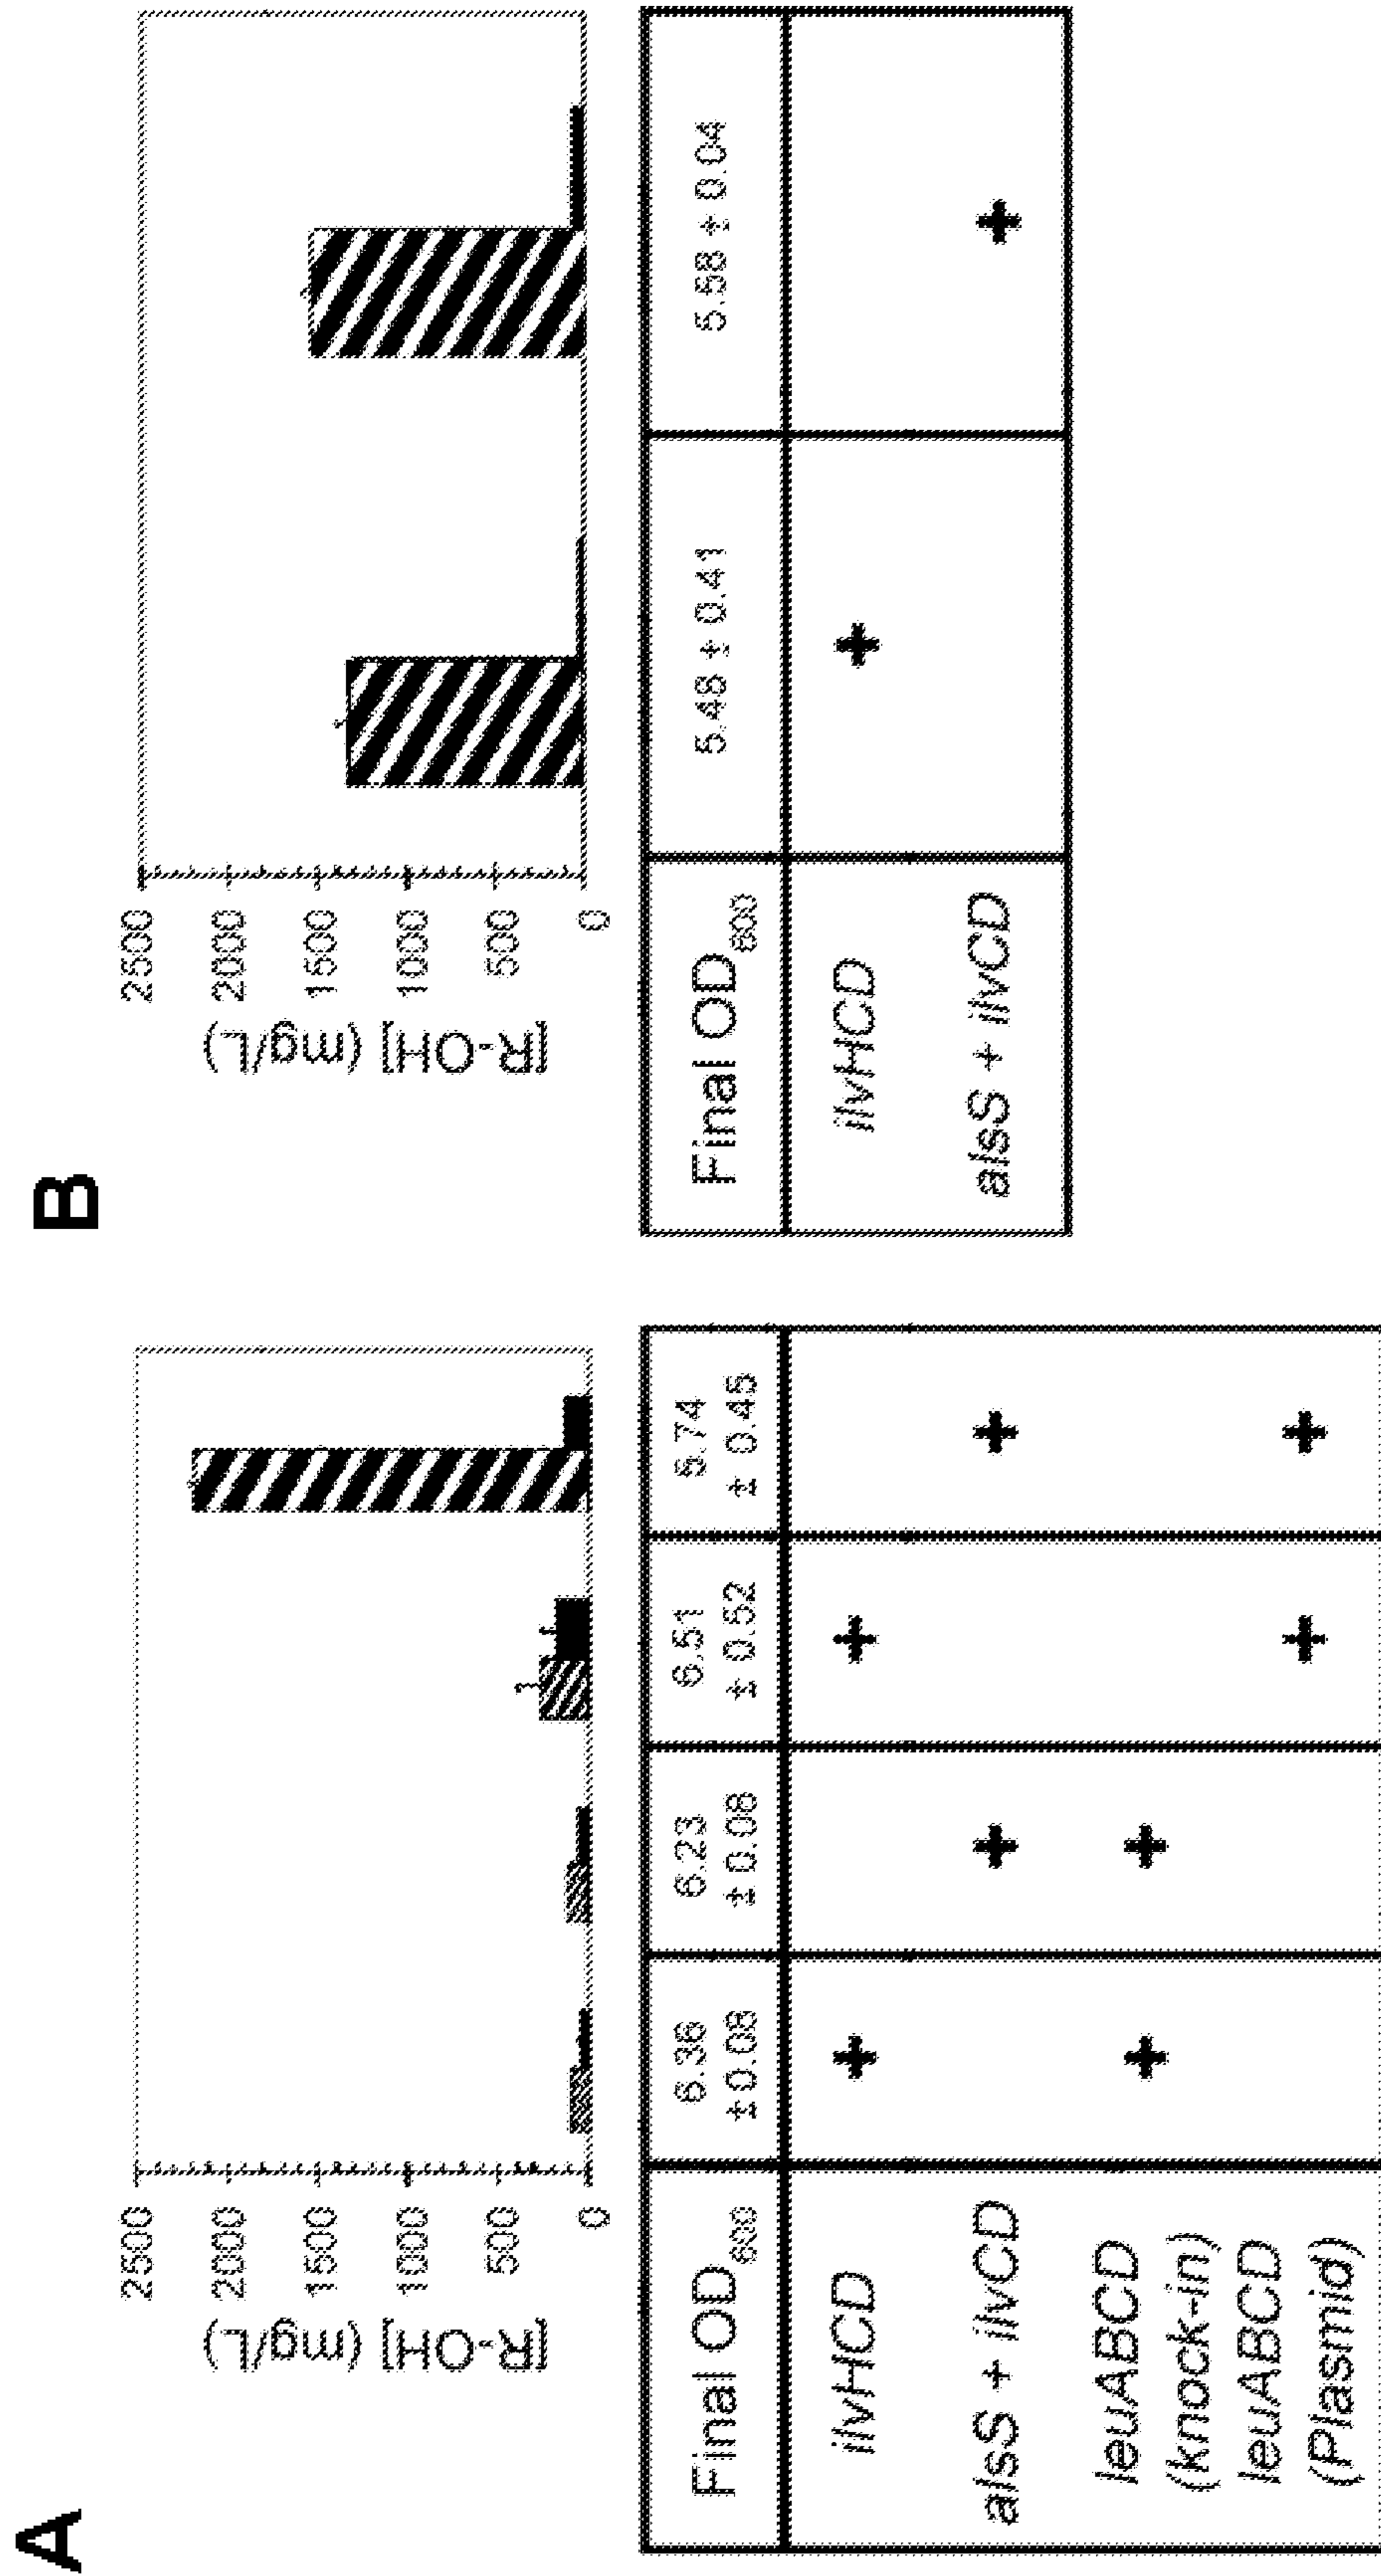 A
[R-OH] (mg/L)
2500
2000
1500
1000
500
0
Final OD600
6.36 ± 0.08
6.23 ± 0.08
6.51 ± 0.52
5.74 ± 0.45
ilvHCD
+ +
alsS + ilvCD
+ +
leuABCD
(knock-in)
+ +
leuABCD
(Plasmid)
+ +
B
[R-OH] (mg/L)
2500
2000
1500
1000
500
0
Final OD600
5.46 ± 0.41
5.58 ± 0.04
ilvHCD
+
alsS + ilvCD
+